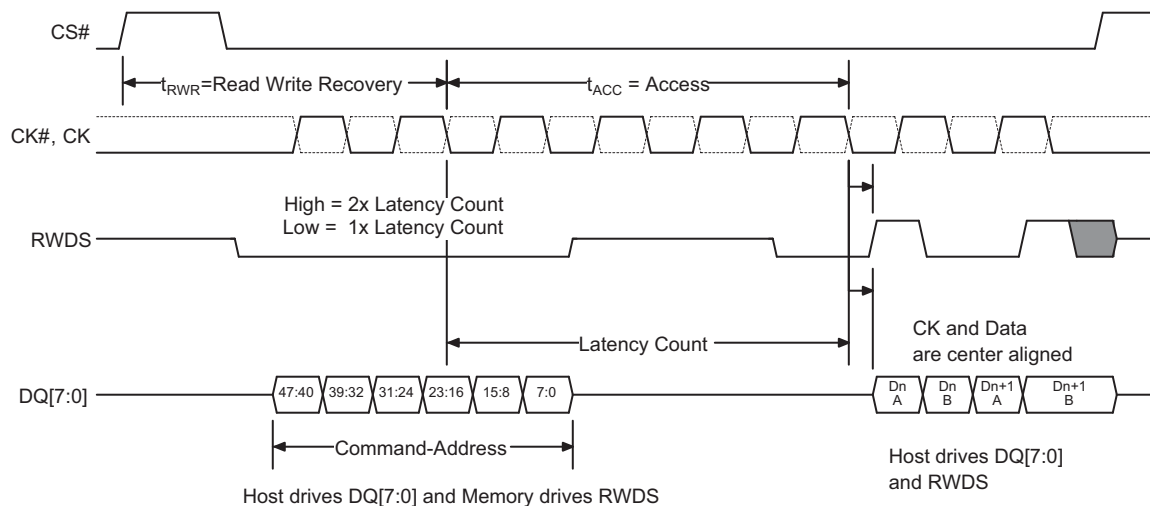 CS#
tRWR=Read Write Recovery
tACC = Access
CK#, CK
High = 2x Latency Count
Low = 1x Latency Count
RWDS
Latency Count
CK and Data
are center aligned
DQ[7:0]
47:40 39:32 31:24 23:16 15:8 7:0
Dn A Dn B Dn+1 A Dn+1 B
Command-Address
Host drives DQ[7:0]
and RWDS
Host drives DQ[7:0] and Memory drives RWDS